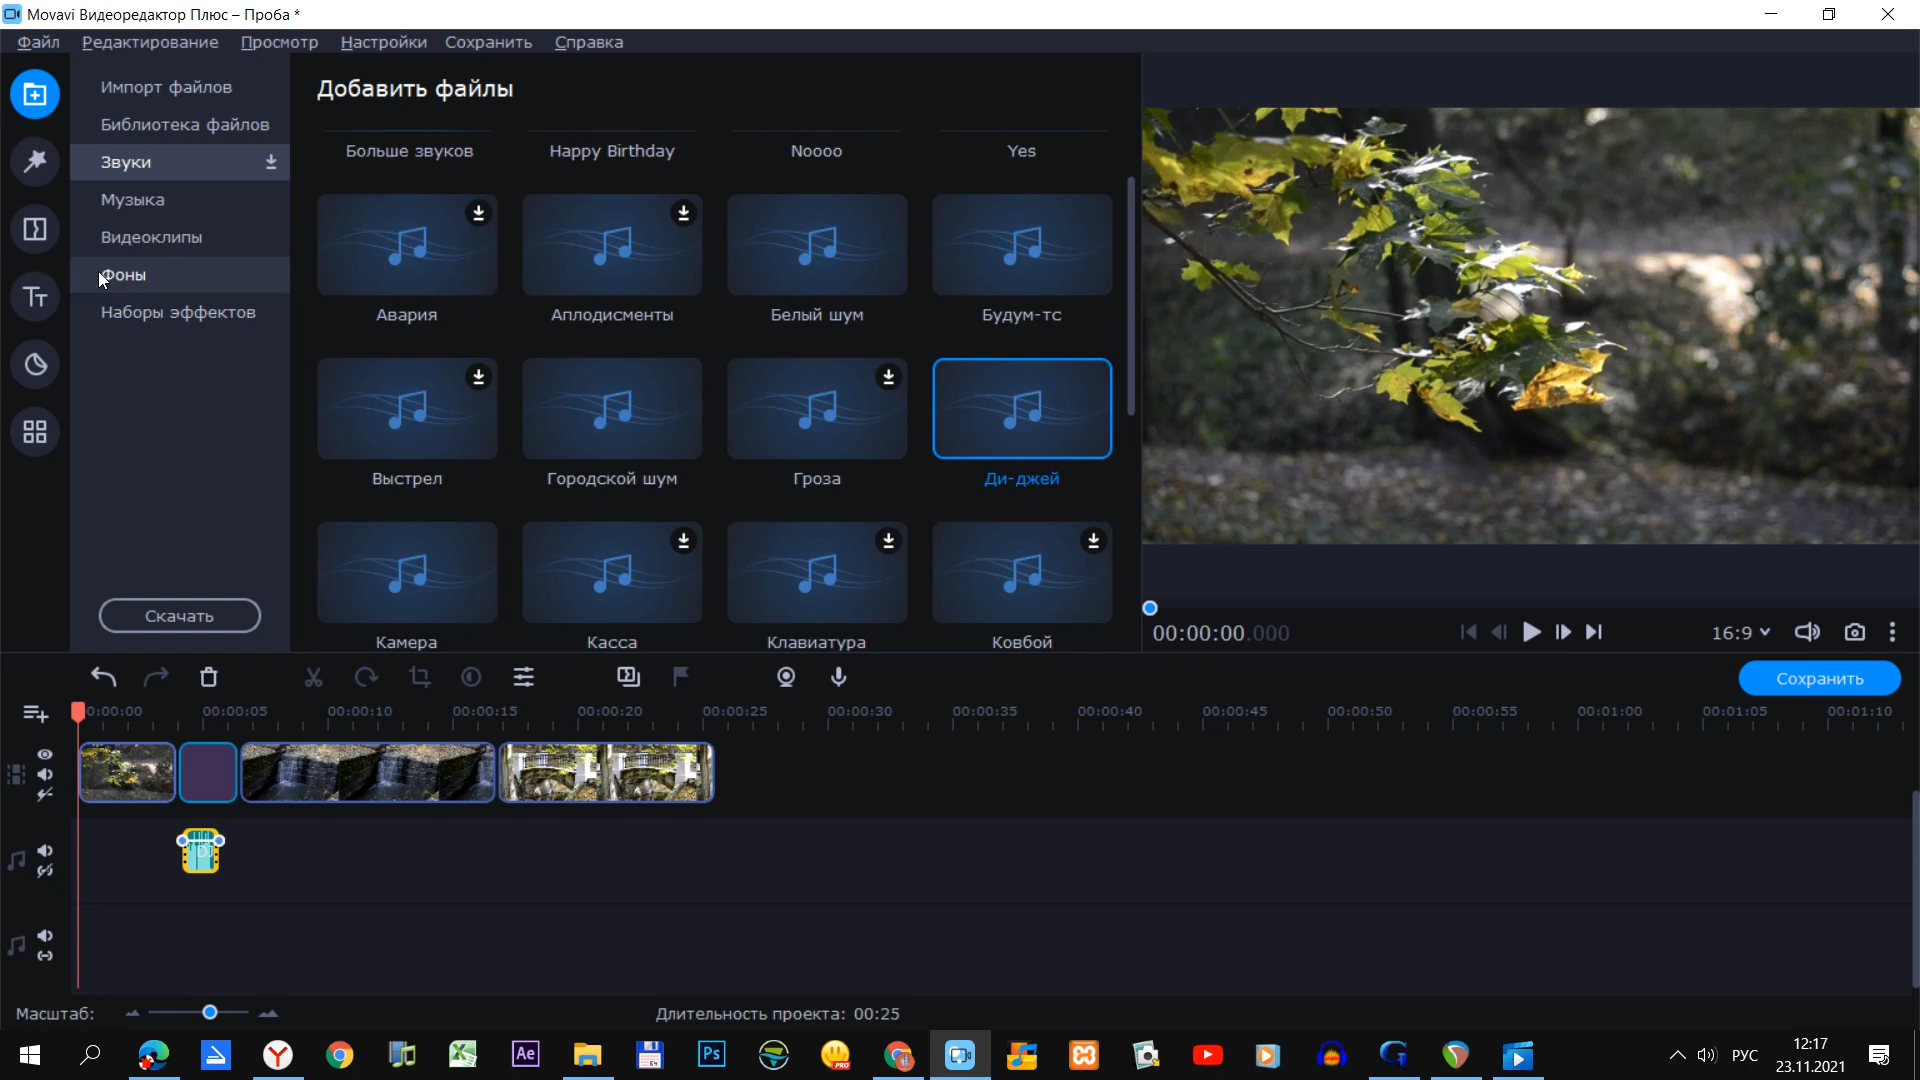 Movavi Видеоредактор Плюс – Проба *
Файл Редактирование Просмотр Настройки Сохранить Справка
Импорт файлов
Библиотека файлов
Звуки
Музыка
Видеоклипы
Фоны
Наборы эффектов
Скачать
Добавить файлы
Больше звуков Happy Birthday Noooo Yes
Авария Аплодисменты Белый шум Будум-тс
Выстрел Городской шум Гроза Ди-джей
Камера Касса Клавиатура Ковбой
00:00:00.000
16:9
Сохранить
0:00:00 00:00:05 00:00:10 00:00:15 00:00:20 00:00:25 00:00:30 00:00:35 00:00:40 00:00:45 00:00:50 00:00:55 00:01:00 00:01:05 00:01:10
Масштаб:
Длительность проекта: 00:25
Ae
64
Ps
PRO
РУС
12:17
23.11.2021